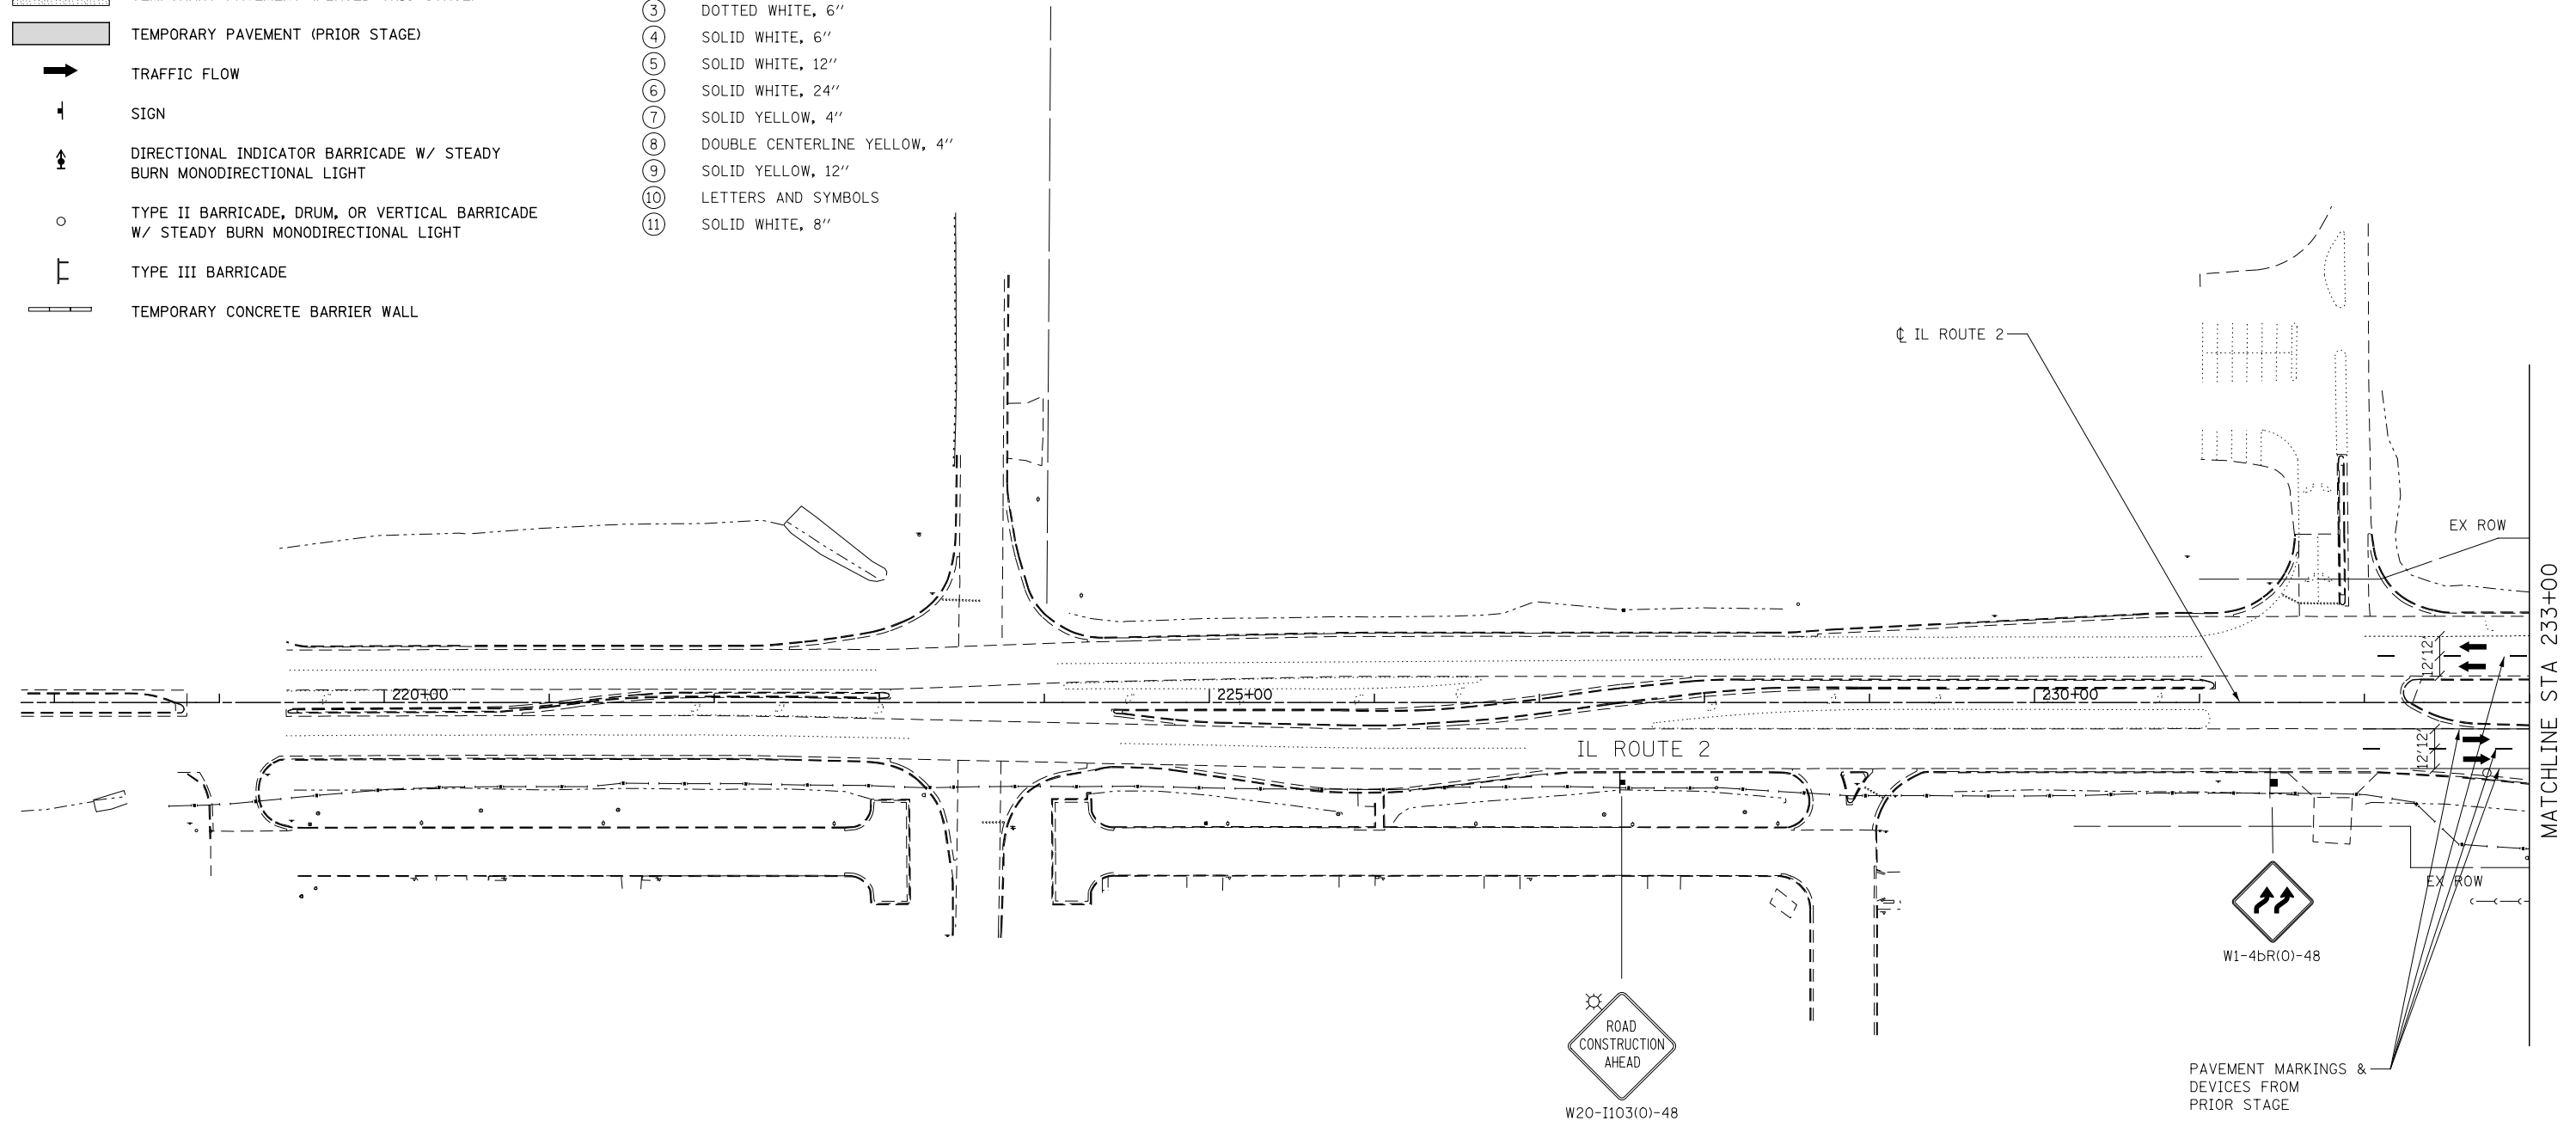 TEMPORARY PAVEMENT (PRIOR STAGE)
TRAFFIC FLOW
SIGN
DIRECTIONAL INDICATOR BARRICADE W/ STEADY
BURN MONODIRECTIONAL LIGHT
TYPE II BARRICADE, DRUM, OR VERTICAL BARRICADE
W/ STEADY BURN MONODIRECTIONAL LIGHT
TYPE III BARRICADE
TEMPORARY CONCRETE BARRIER WALL
3 DOTTED WHITE, 6"
4 SOLID WHITE, 6"
5 SOLID WHITE, 12"
6 SOLID WHITE, 24"
7 SOLID YELLOW, 4"
8 DOUBLE CENTERLINE YELLOW, 4"
9 SOLID YELLOW, 12"
10 LETTERS AND SYMBOLS
11 SOLID WHITE, 8"
℄ IL ROUTE 2
EX ROW
MATCHLINE STA 233+00
12' 12'
220+00
225+00
230+00
IL ROUTE 2
12' 12'
EX ROW
W1-4bR(O)-48
ROAD
CONSTRUCTION
AHEAD
W20-I103(O)-48
PAVEMENT MARKINGS &
DEVICES FROM
PRIOR STAGE